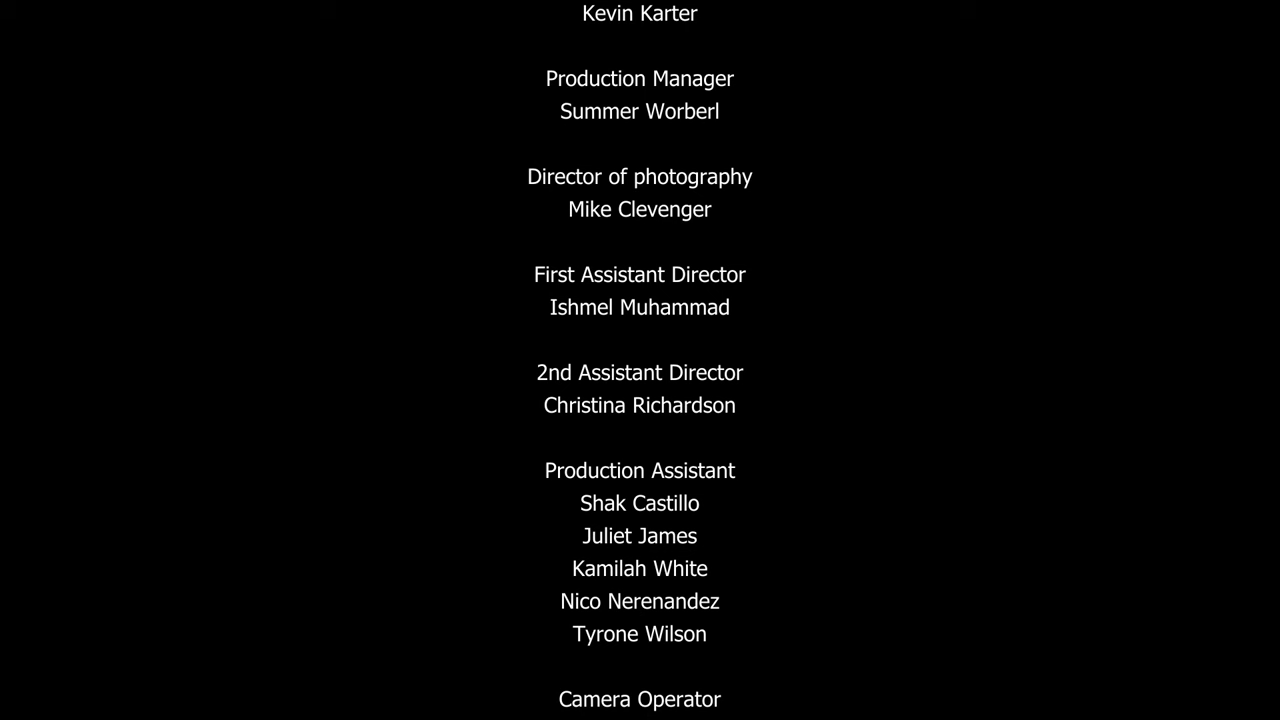 Kevin Karter
Production Manager
Summer Worberl
Director of photography
Mike Clevenger
First Assistant Director
Ishmel Muhammad
2nd Assistant Director
Christina Richardson
Production Assistant
Shak Castillo
Juliet James
Kamilah White
Nico Nerenandez
Tyrone Wilson
Camera Operator